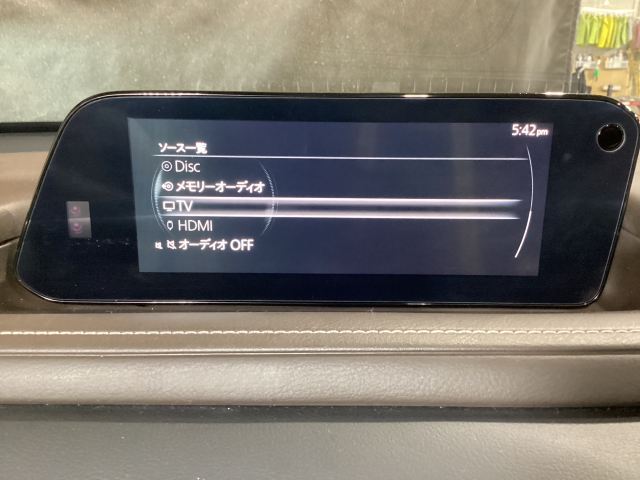 5:42pm
ソース一覧
Disc
メモリーオーディオ
TV
HDMI
オーディオ OFF